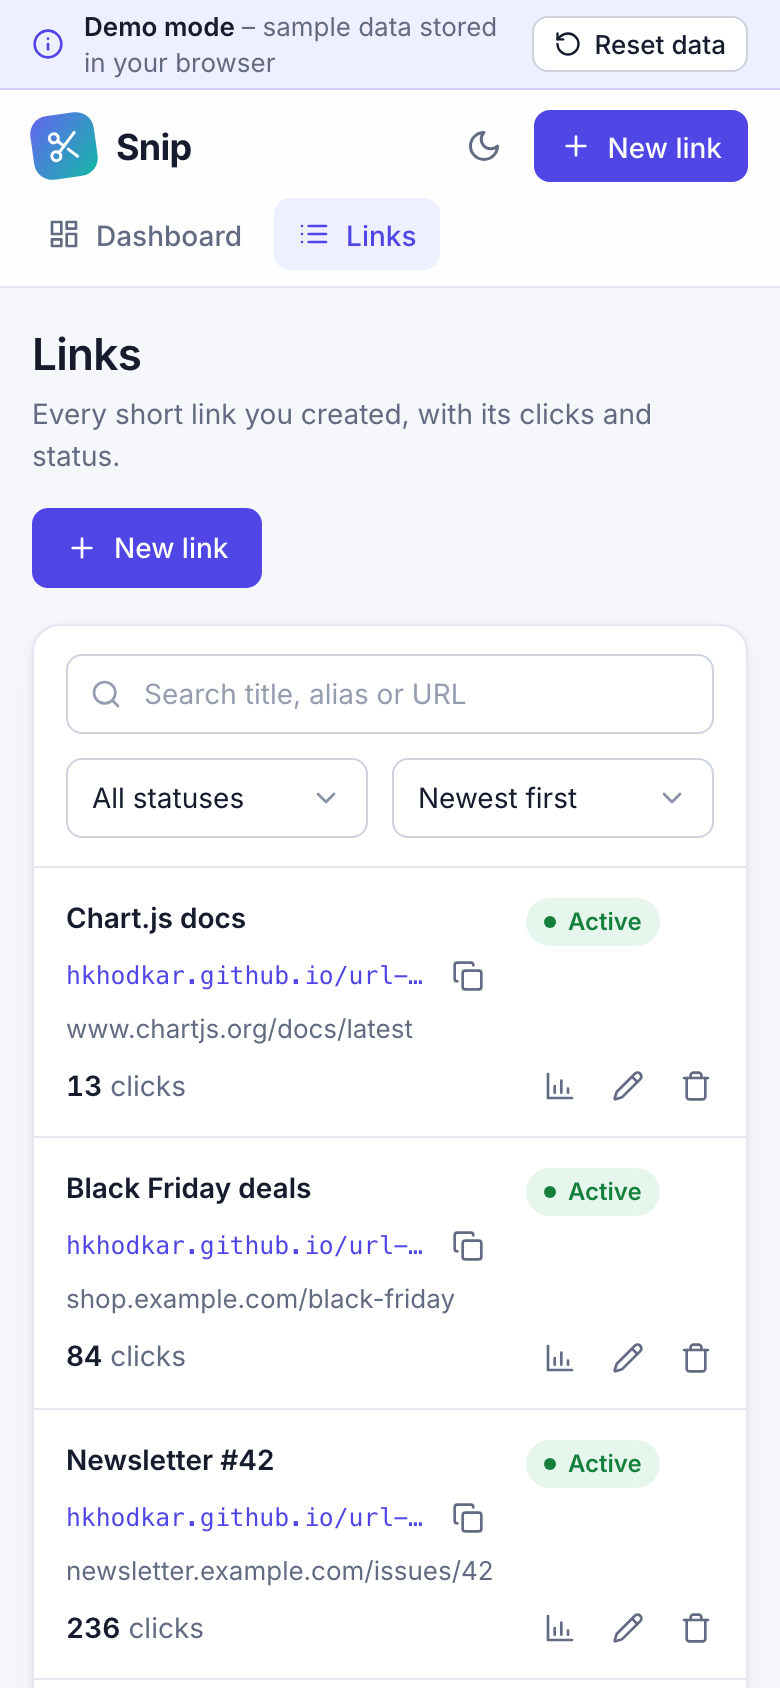 Demo mode – sample data stored
in your browser
Reset data
Snip
New link
Dashboard
Links
Links
Every short link you created, with its clicks and
status.
New link
Search title, alias or URL
All statuses
Newest first
Chart.js docs
Active
hkhodkar.github.io/url-…
www.chartjs.org/docs/latest
13 clicks
Black Friday deals
Active
hkhodkar.github.io/url-…
shop.example.com/black-friday
84 clicks
Newsletter #42
Active
hkhodkar.github.io/url-…
newsletter.example.com/issues/42
236 clicks